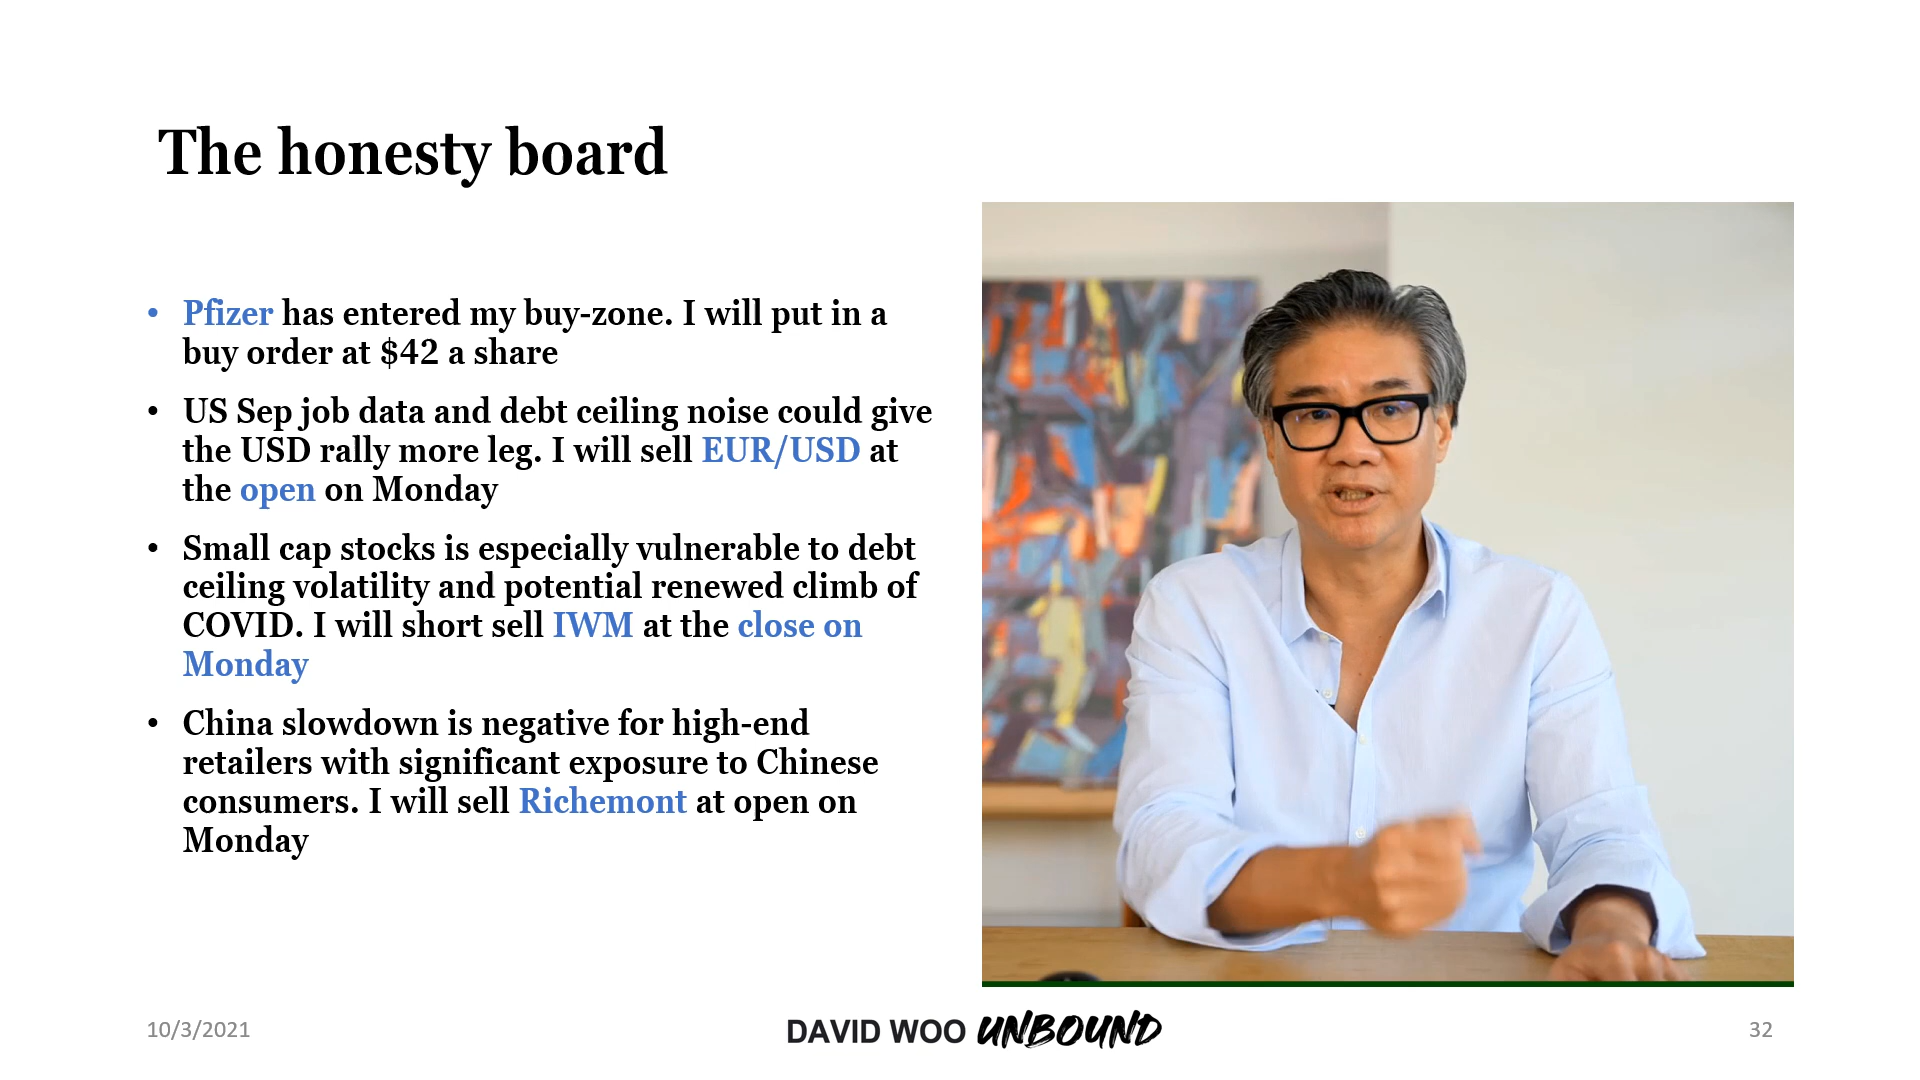 The honesty board
• Pfizer has entered my buy-zone. I will put in a
buy order at $42 a share
• US Sep job data and debt ceiling noise could give
the USD rally more leg. I will sell EUR/USD at
the open on Monday
• Small cap stocks is especially vulnerable to debt
ceiling volatility and potential renewed climb of
COVID. I will short sell IWM at the close on
Monday
• China slowdown is negative for high-end
retailers with significant exposure to Chinese
consumers. I will sell Richemont at open on
Monday
10/3/2021
DAVID WOO UNBOUND
32